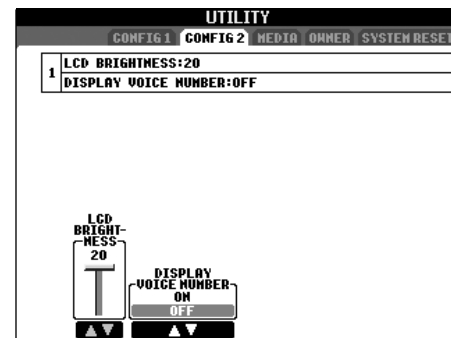 UTILITY
CONFIG 1 CONFIG 2 MEDIA OWNER SYSTEM RESET
1
LCD BRIGHTNESS:20
DISPLAY VOICE NUMBER:OFF
LCD
BRIGHT-
NESS
20
DISPLAY
VOICE NUMBER
ON
OFF